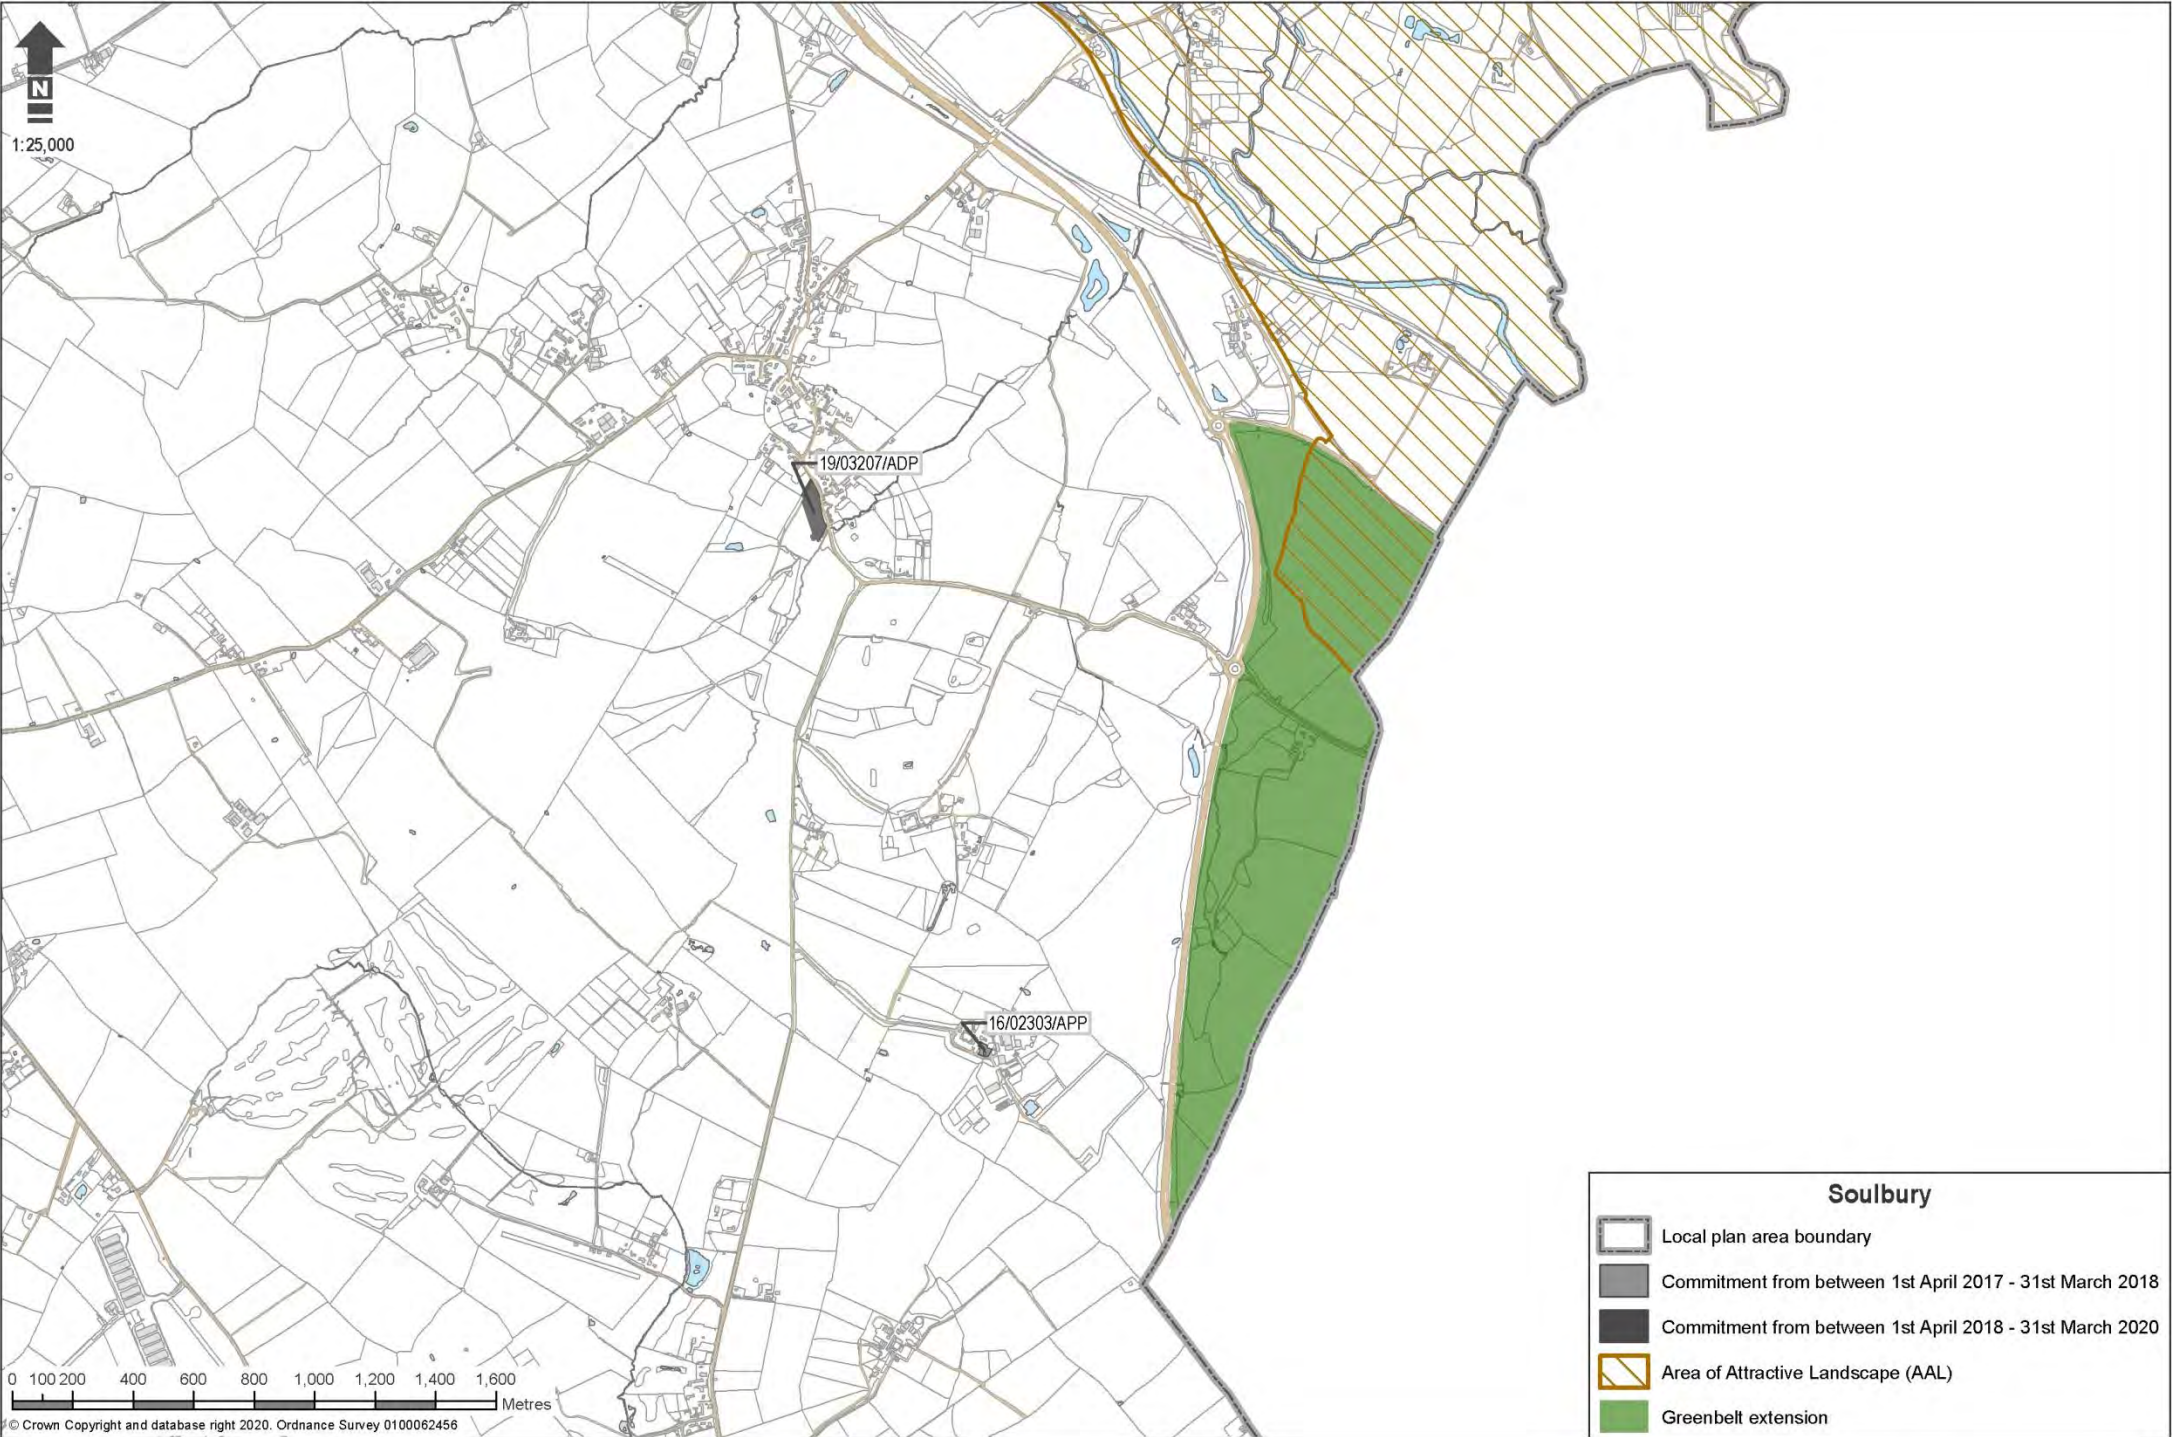 N
1:25,000
19/03207/ADP
16/02303/APP
Soulbury
Local plan area boundary
Commitment from between 1st April 2017 - 31st March 2018
Commitment from between 1st April 2018 - 31st March 2020
Area of Attractive Landscape (AAL)
Greenbelt extension
0 100 200 400 600 800 1,000 1,200 1,400 1,600
Metres
© Crown Copyright and database right 2020. Ordnance Survey 0100062456